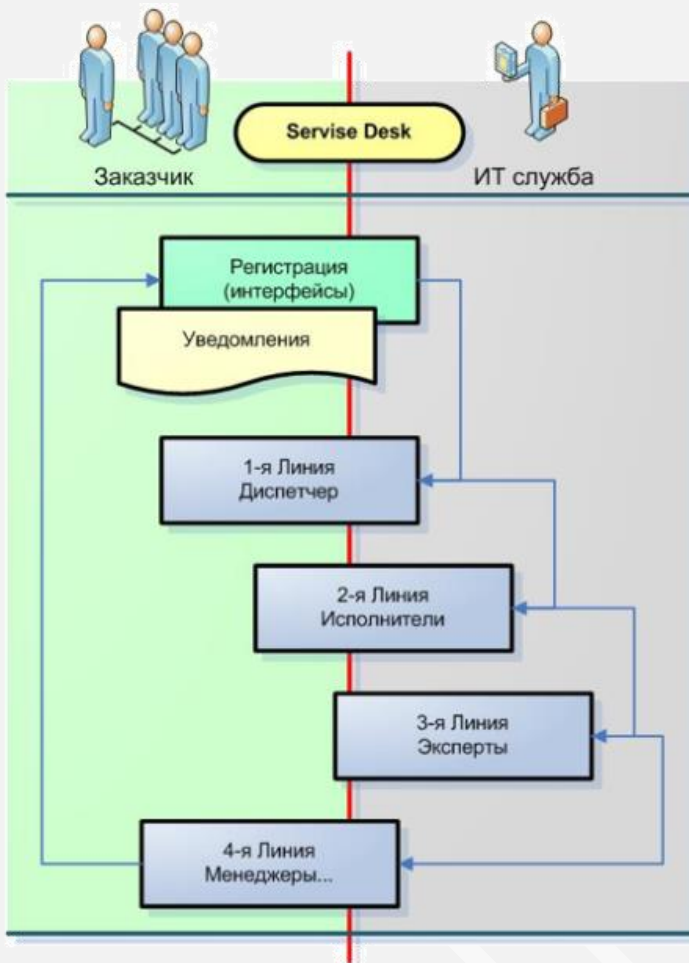 Servise Desk
Заказчик
ИТ служба
Регистрация
(интерфейсы)
Уведомления
1-я Линия
Диспетчер
2-я Линия
Исполнители
3-я Линия
Эксперты
4-я Линия
Менеджеры...